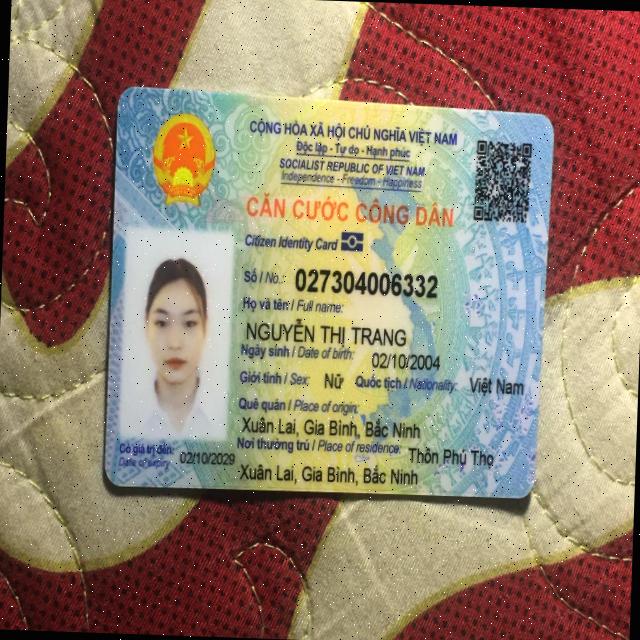 CỘNG HÒA XÃ HỘI CHỦ NGHĨA VIỆT NAM
Độc lập - Tự do - Hạnh phúc
SOCIALIST REPUBLIC OF VIET NAM
Independence - Freedom - Happiness
CĂN CƯỚC CÔNG DÂN
Citizen Identity Card
Số / No.: 027304006332
Họ và tên / Full name:
NGUYỄN THỊ TRANG
Ngày sinh / Date of birth: 02/10/2004
Giới tính / Sex: Nữ Quốc tịch / Nationality: Việt Nam
Quê quán / Place of origin:
Xuân Lai, Gia Bình, Bắc Ninh
Nơi thường trú / Place of residence: Thôn Phú Thọ
Xuân Lai, Gia Bình, Bắc Ninh
Có giá trị đến: 02/10/2029
Date of expiry